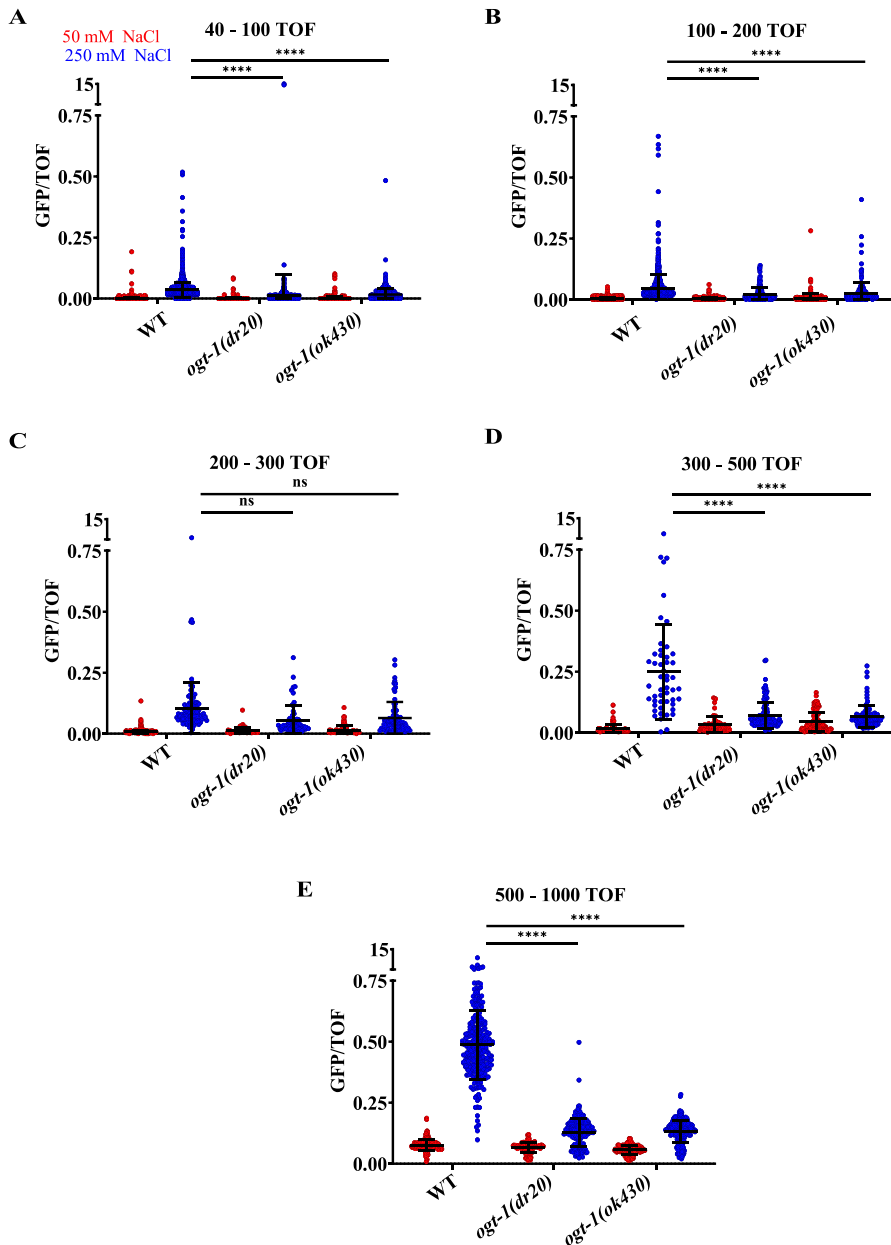 A
40 - 100 TOF
50 mM NaCl
250 mM NaCl
****
****
15
0.75
0.50
0.25
0.00
GFP/TOF
WT
ogt-1(dr20)
ogt-1(ok430)
B
100 - 200 TOF
****
****
15
0.75
0.50
0.25
0.00
GFP/TOF
WT
ogt-1(dr20)
ogt-1(ok430)
C
200 - 300 TOF
ns
ns
15
0.75
0.50
0.25
0.00
GFP/TOF
WT
ogt-1(dr20)
ogt-1(ok430)
D
300 - 500 TOF
****
****
15
0.75
0.50
0.25
0.00
GFP/TOF
WT
ogt-1(dr20)
ogt-1(ok430)
E
500 - 1000 TOF
****
****
15
0.75
0.50
0.25
0.00
GFP/TOF
WT
ogt-1(dr20)
ogt-1(ok430)